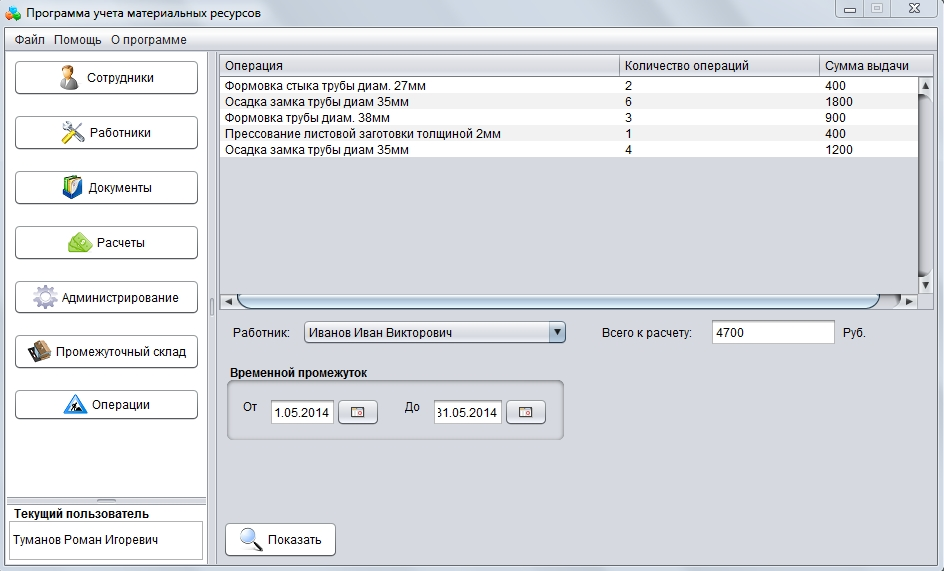 Программа учета материальных ресурсов
Файл Помощь О программе
Сотрудники
Работники
Документы
Расчеты
Администрирование
Промежуточный склад
Операции
Текущий пользователь
Туманов Роман Игоревич
Операция Количество операций Сумма выдачи
Формовка стыка трубы диам. 27мм 2 400
Осадка замка трубы диам 35мм 6 1800
Формовка трубы диам. 38мм 3 900
Прессование листовой заготовки толщиной 2мм 1 400
Осадка замка трубы диам 35мм 4 1200
Работник: Иванов Иван Викторович Всего к расчету: 4700 Руб.
Временной промежуток
От 1.05.2014 До 31.05.2014
Показать